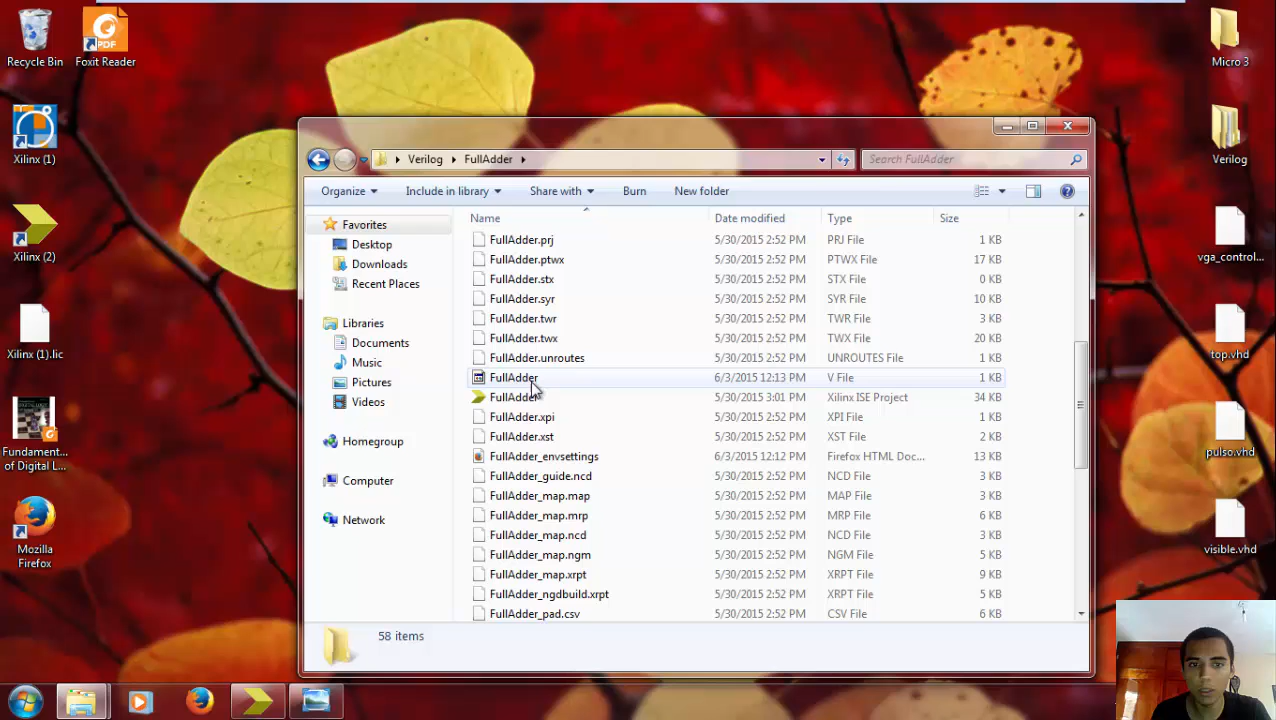 Recycle Bin
Foxit Reader
PDF
Xilinx (1)
Xilinx (2)
Xilinx (1).lic
Fundament...
of Digital L...
Mozilla
Firefox
Micro 3
Verilog
vga_control...
top.vhd
pulso.vhd
visible.vhd
Verilog FullAdder
Search FullAdder
Organize Include in library Share with Burn New folder
Favorites
Desktop
Downloads
Recent Places
Libraries
Documents
Music
Pictures
Videos
Homegroup
Computer
Network
Name Date modified Type Size
FullAdder.prj 5/30/2015 2:52 PM PRJ File 1 KB
FullAdder.ptwx 5/30/2015 2:52 PM PTWX File 17 KB
FullAdder.stx 5/30/2015 2:52 PM STX File 0 KB
FullAdder.syr 5/30/2015 2:52 PM SYR File 10 KB
FullAdder.twr 5/30/2015 2:52 PM TWR File 3 KB
FullAdder.twx 5/30/2015 2:52 PM TWX File 20 KB
FullAdder.unroutes 5/30/2015 2:52 PM UNROUTES File 1 KB
FullAdder 6/3/2015 12:13 PM V File 1 KB
FullAdder 5/30/2015 3:01 PM Xilinx ISE Project 34 KB
FullAdder.xpi 5/30/2015 2:52 PM XPI File 1 KB
FullAdder.xst 5/30/2015 2:52 PM XST File 2 KB
FullAdder_envsettings 6/3/2015 12:12 PM Firefox HTML Doc... 13 KB
FullAdder_guide.ncd 5/30/2015 2:52 PM NCD File 3 KB
FullAdder_map.map 5/30/2015 2:52 PM MAP File 3 KB
FullAdder_map.mrp 5/30/2015 2:52 PM MRP File 6 KB
FullAdder_map.ncd 5/30/2015 2:52 PM NCD File 3 KB
FullAdder_map.ngm 5/30/2015 2:52 PM NGM File 5 KB
FullAdder_map.xrpt 5/30/2015 2:52 PM XRPT File 9 KB
FullAdder_ngdbuild.xrpt 5/30/2015 2:52 PM XRPT File 5 KB
FullAdder_pad.csv 5/30/2015 2:52 PM CSV File 6 KB
58 items